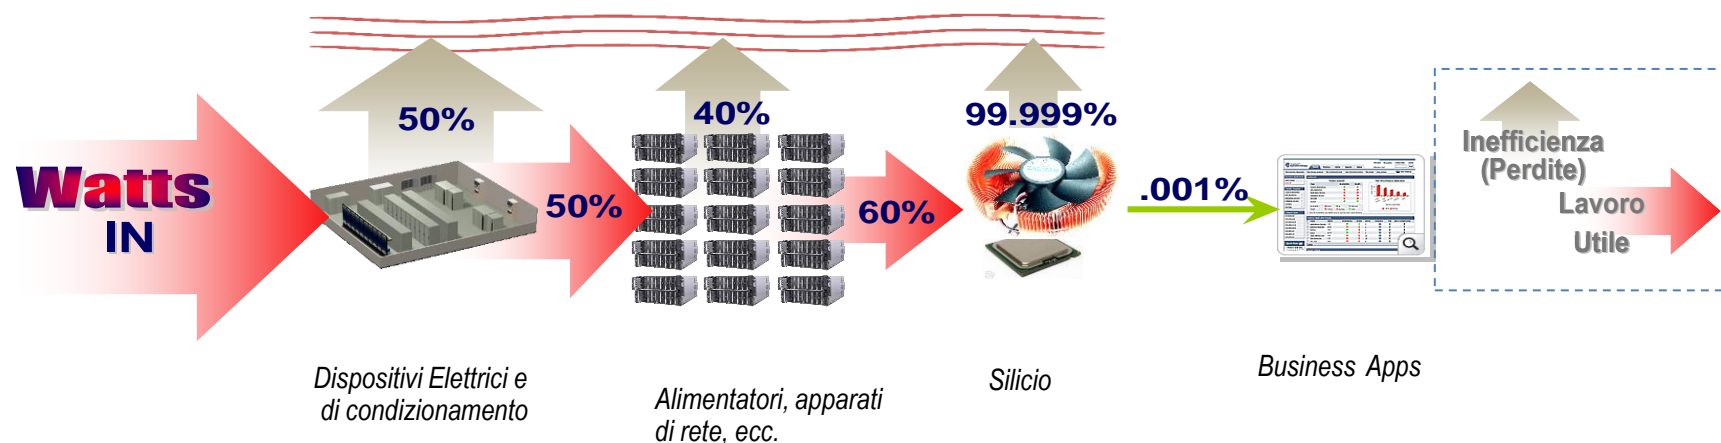 Watts
IN
50%
50%
40%
60%
99.999%
.001%
Inefficienza
(Perdite)
Lavoro
Utile
Dispositivi Elettrici e
di condizionamento
Alimentatori, apparati
di rete, ecc.
Silicio
Business Apps